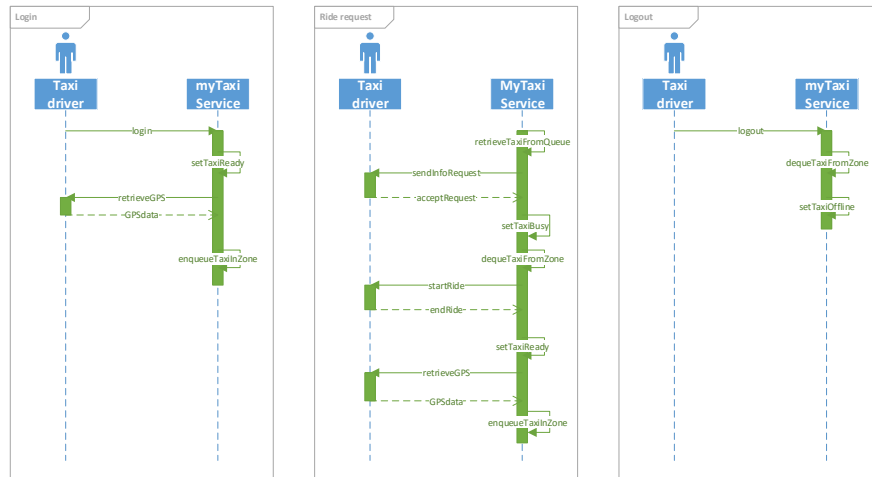 Login
Taxi
driver
myTaxi
Service
login
setTaxiReady
retrieveGPS
GPSdata
enqueueTaxiInZone
Ride request
Taxi
driver
MyTaxi
Service
retrieveTaxiFromQueue
sendInfoRequest
acceptRequest
setTaxiBusy
dequeTaxiFromZone
startRide
endRide
setTaxiReady
retrieveGPS
GPSdata
enqueueTaxiInZone
Logout
Taxi
driver
myTaxi
Service
logout
dequeTaxiFromZone
setTaxiOffline